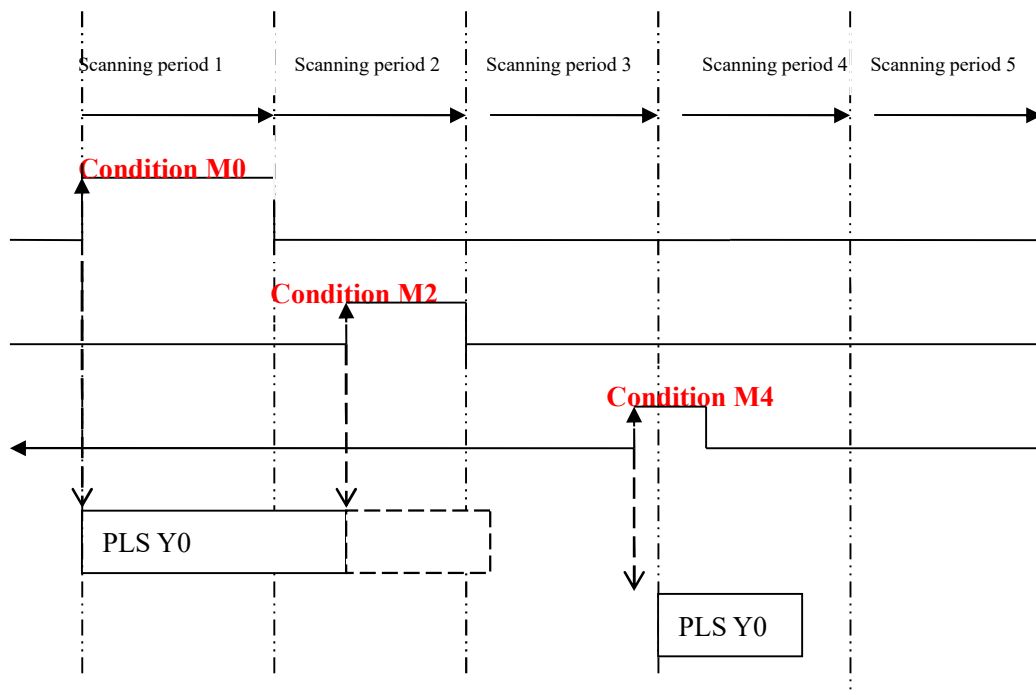 Scanning period 1
Scanning period 2
Scanning period 3
Scanning period 4
Scanning period 5
Condition M0
Condition M2
Condition M4
PLS Y0
PLS Y0